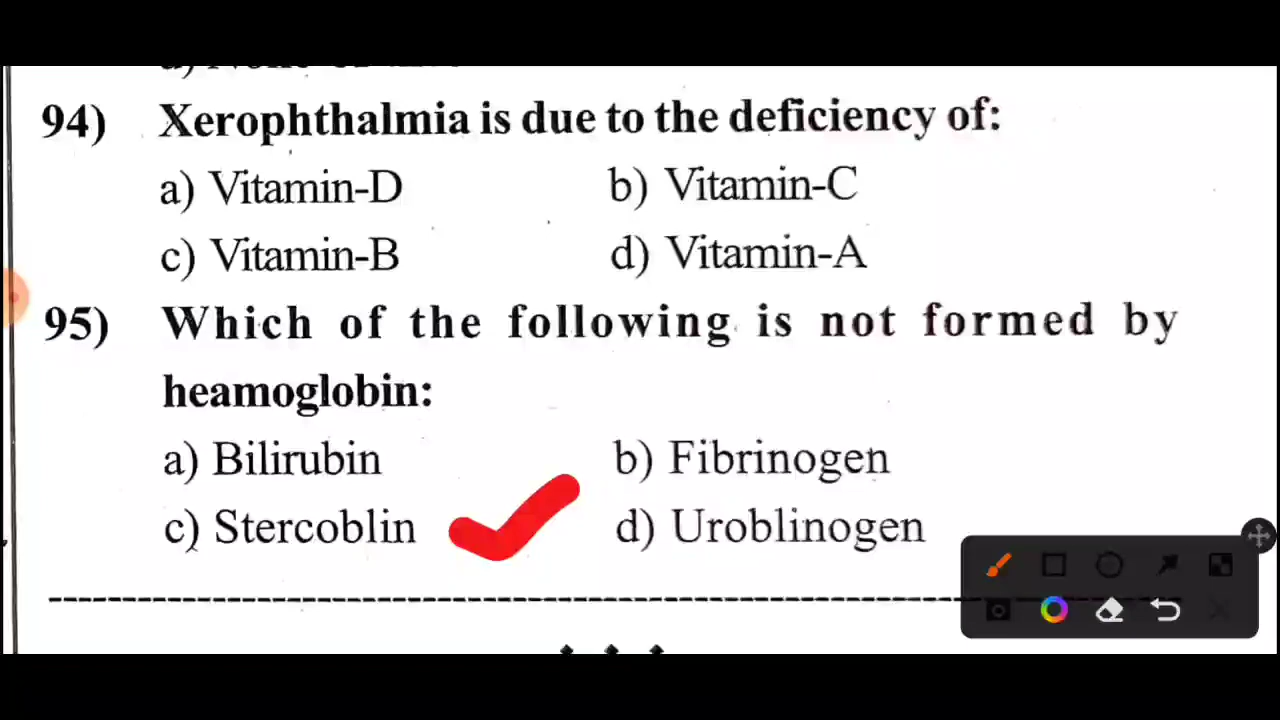 94) Xerophthalmia is due to the deficiency of:
a) Vitamin-D b) Vitamin-C
c) Vitamin-B d) Vitamin-A
95) Which of the following is not formed by
heamoglobin:
a) Bilirubin b) Fibrinogen
c) Stercoblin d) Uroblinogen